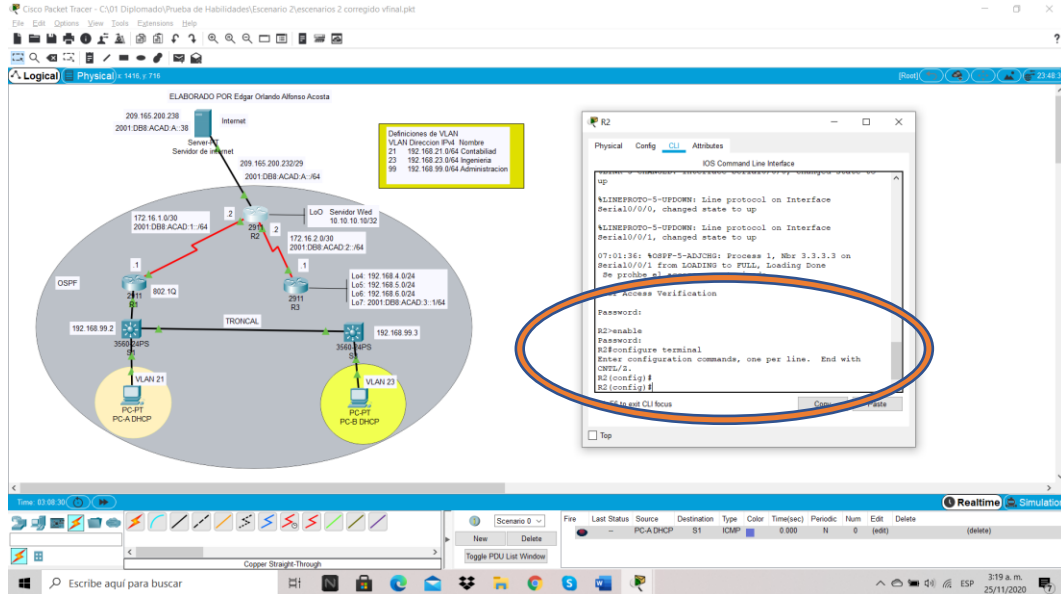 Cisco Packet Tracer - C:\01 Diplomado\Prueba de Habilidades\Escenario 2\escenarios 2 corregido vfinal.pkt
File Edit Options View Tools Extensions Help
Logical Physical x: 1416, y: 716 [Root] 23:48:3
ELABORADO POR Edgar Orlando Alfonso Acosta
209.165.200.238
2001:DB8:ACAD:A::38
Internet
Server-PT
Servidor de internet
Definiciones de VLAN
VLAN Direccion IPv4 Nombre
21 192.168.21.0/64 Contabiliad
23 192.168.23.0/64 Ingenieria
99 192.168.99.0/64 Administracion
209.165.200.232/29
2001:DB8:ACAD:A::/64
172.16.1.0/30
2001:DB8:ACAD:1::/64
.2
2911
R2
.2
LoO Senidor Wed
10.10.10.10/32
172.16.2.0/30
2001:DB8:ACAD:2::/64
.1
.1
OSPF
2911
R1
802.1Q
2911
R3
Lo4: 192.168.4.0/24
Lo5: 192.168.5.0/24
Lo6: 192.168.6.0/24
Lo7: 2001:DB8:ACAD:3::1/64
192.168.99.2
TRONCAL
192.168.99.3
3560-24PS
3560-24PS
VLAN 21
VLAN 23
PC-PT
PC-A DHCP
PC-PT
PC-B DHCP
R2
Physical Config CLI Attributes
IOS Command Line Interface
up
%LINEPROTO-5-UPDOWN: Line protocol on Interface
Serial0/0/0, changed state to up
%LINEPROTO-5-UPDOWN: Line protocol on Interface
Serial0/0/1, changed state to up
07:01:36: %OSPF-5-ADJCHG: Process 1, Nbr 3.3.3.3 on
Serial0/0/1 from LOADING to FULL, Loading Done
Se prohbe el
Access Verification
Password:
R2>enable
Password:
R2#configure terminal
Enter configuration commands, one per line. End with
CNTL/Z.
R2(config)#
R2(config)#
to exit CLI focus
Copy
Paste
Top
Time: 03:08:30 Realtime Simulation
Scenario 0
New Delete
Toggle PDU List Window
Fire Last Status Source Destination Type Color Time(sec) Periodic Num Edit Delete
-- PC-A DHCP S1 ICMP 0.000 N 0 (edit) (delete)
Copper Straight-Through
Escribe aquí para buscar
ESP
3:19 a. m.
25/11/2020